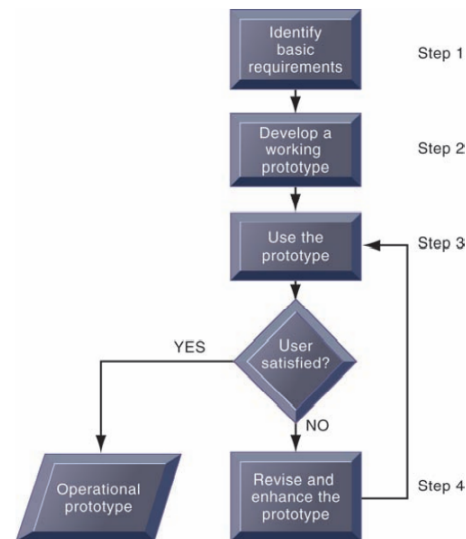 Identify
basic
requirements
Step 1
Develop a
working
prototype
Step 2
Use the
prototype
Step 3
User
satisfied?
YES
NO
Operational
prototype
Revise and
enhance the
prototype
Step 4